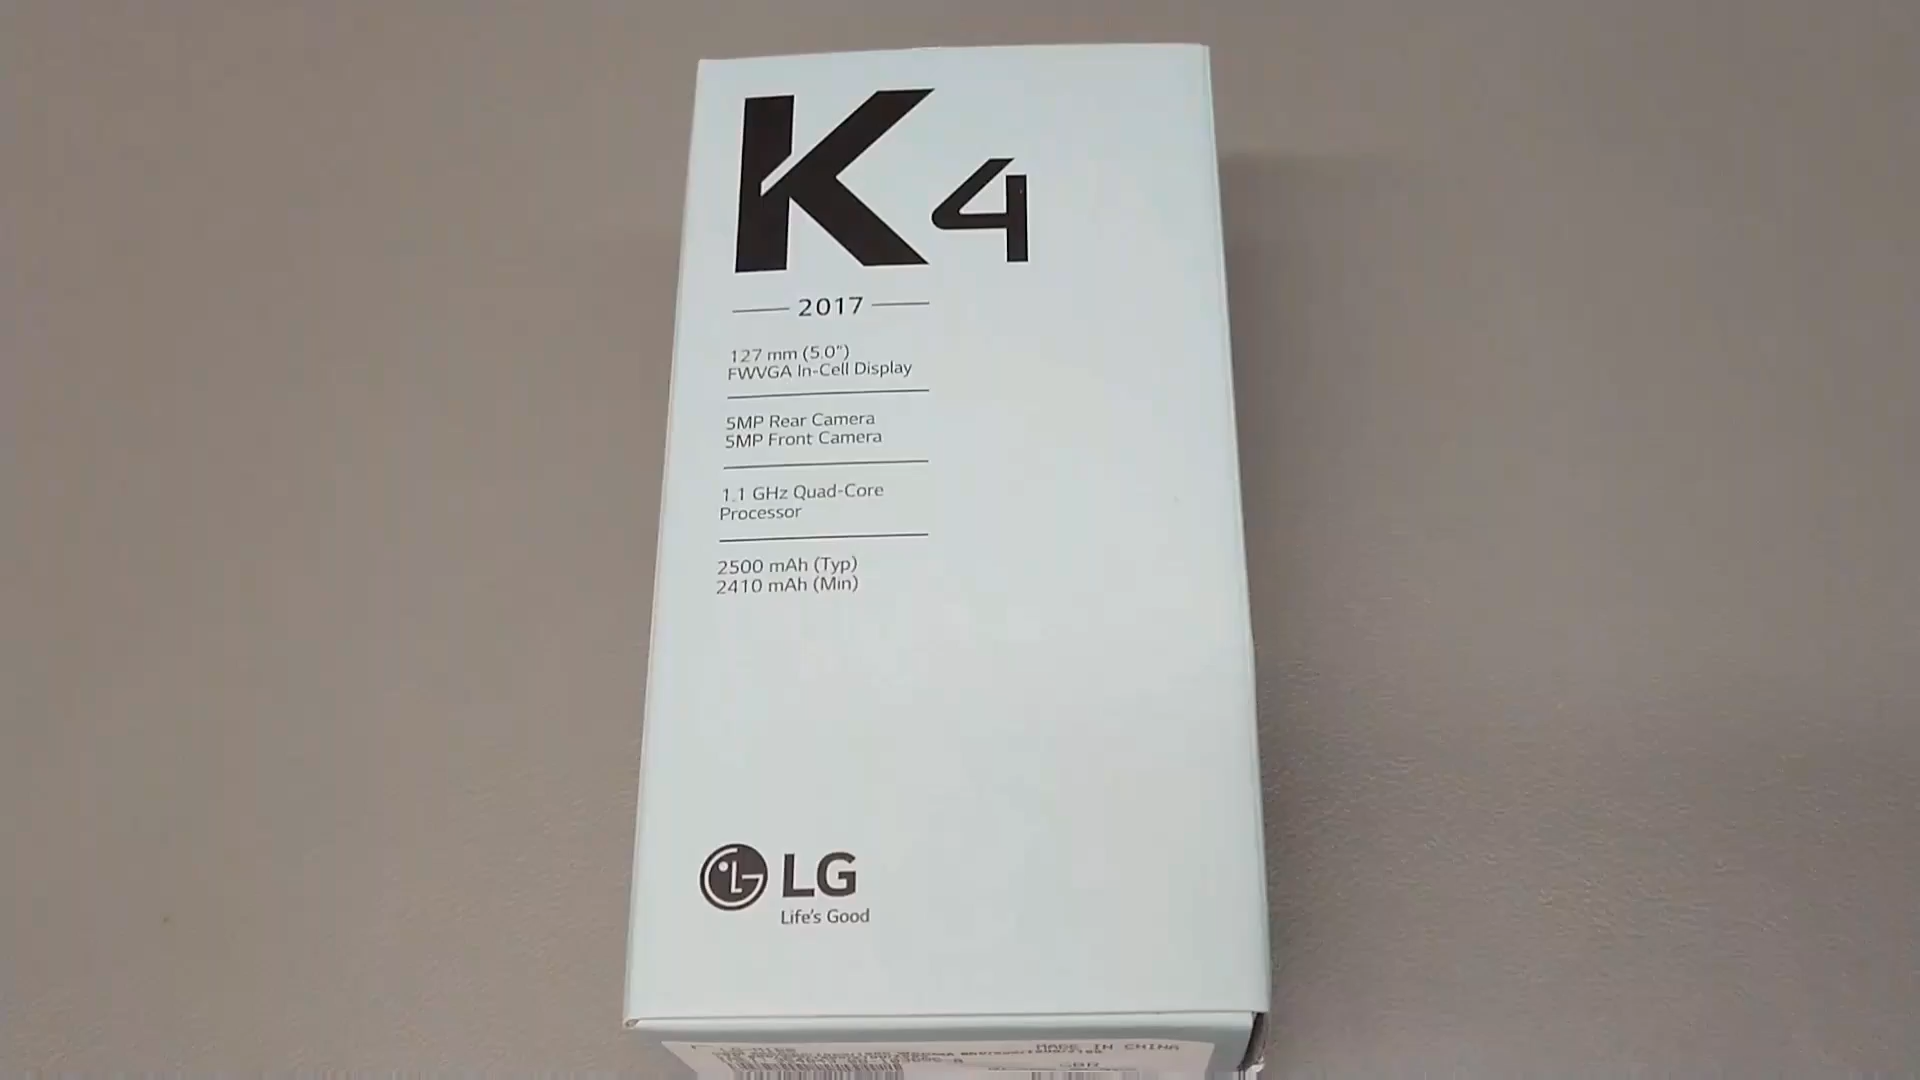 K4
2017
127 mm (5.0")
FWVGA In-Cell Display
5MP Rear Camera
5MP Front Camera
1.1 GHz Quad-Core
Processor
2500 mAh (Typ)
2410 mAh (Min)
LG
Life's Good
MADE IN CHINA